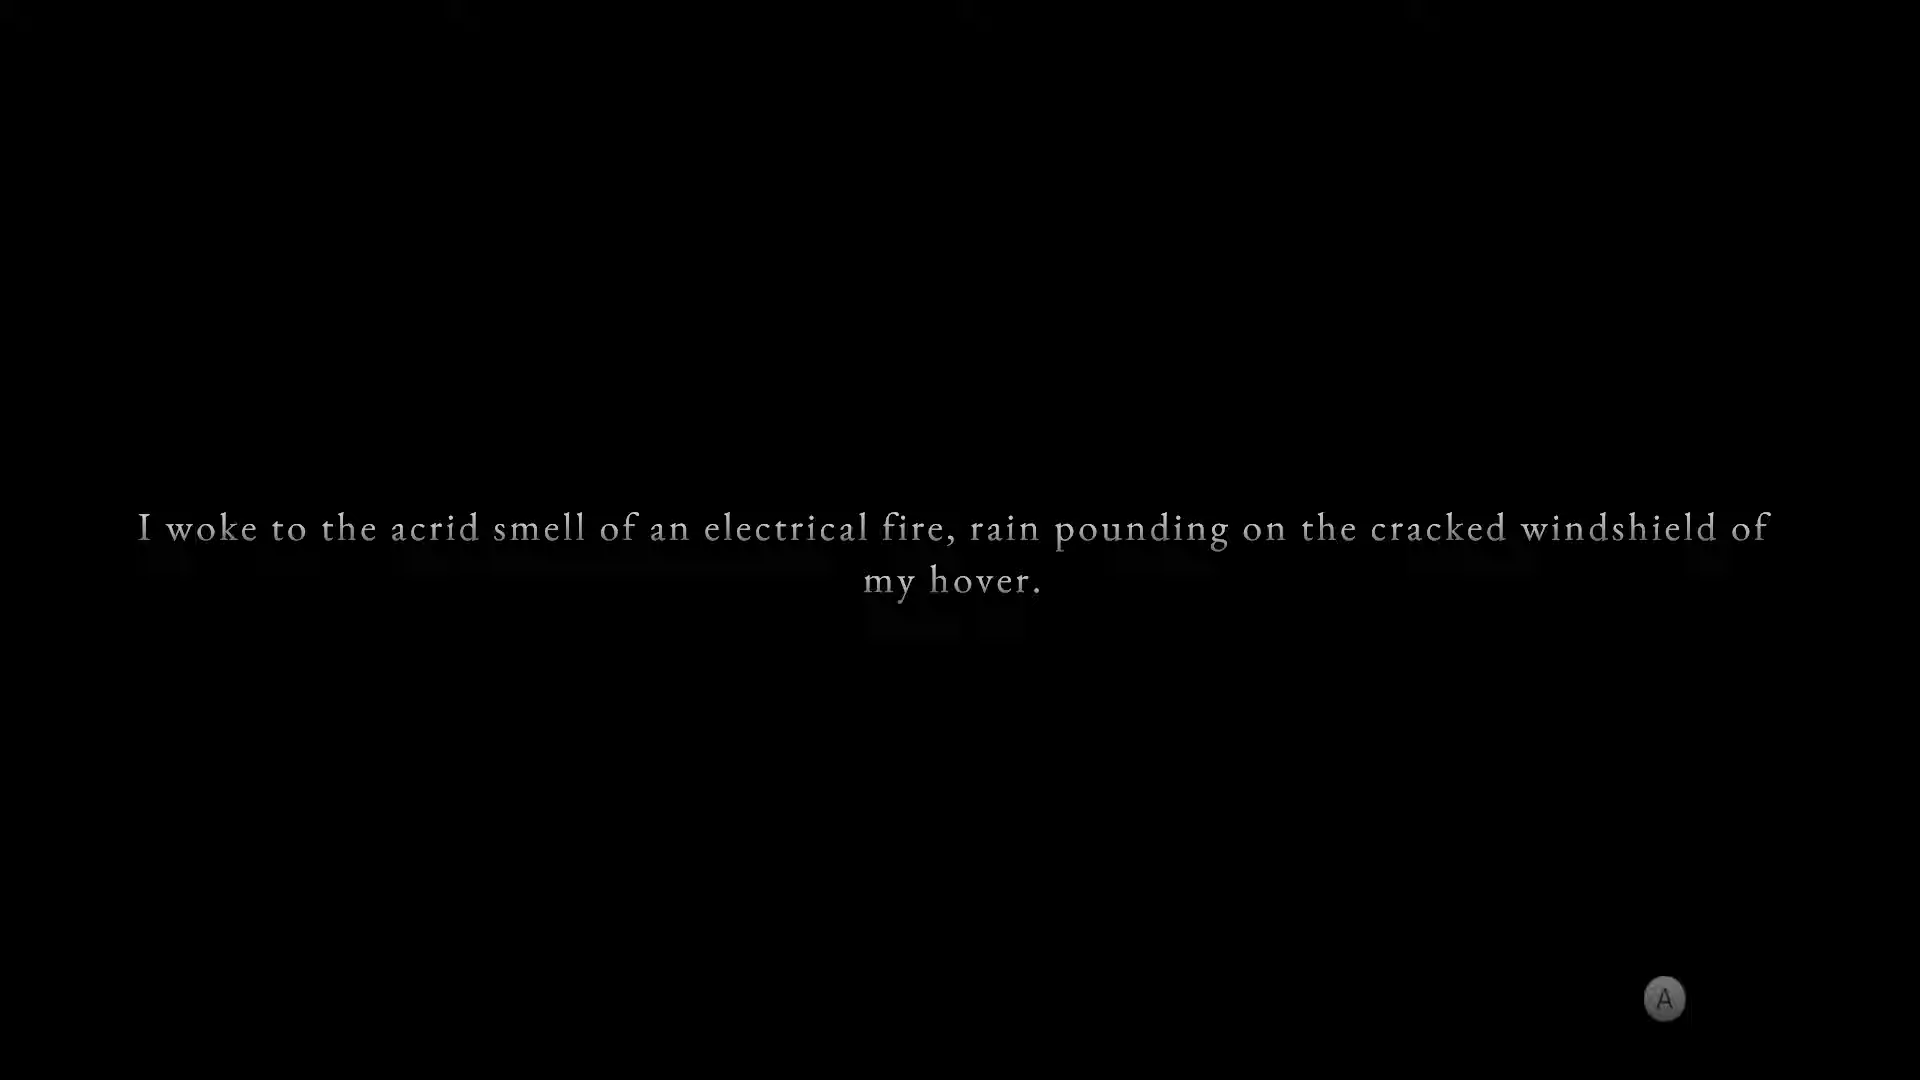 I woke to the acrid smell of an electrical fire, rain pounding on the cracked windshield of
my hover.
A